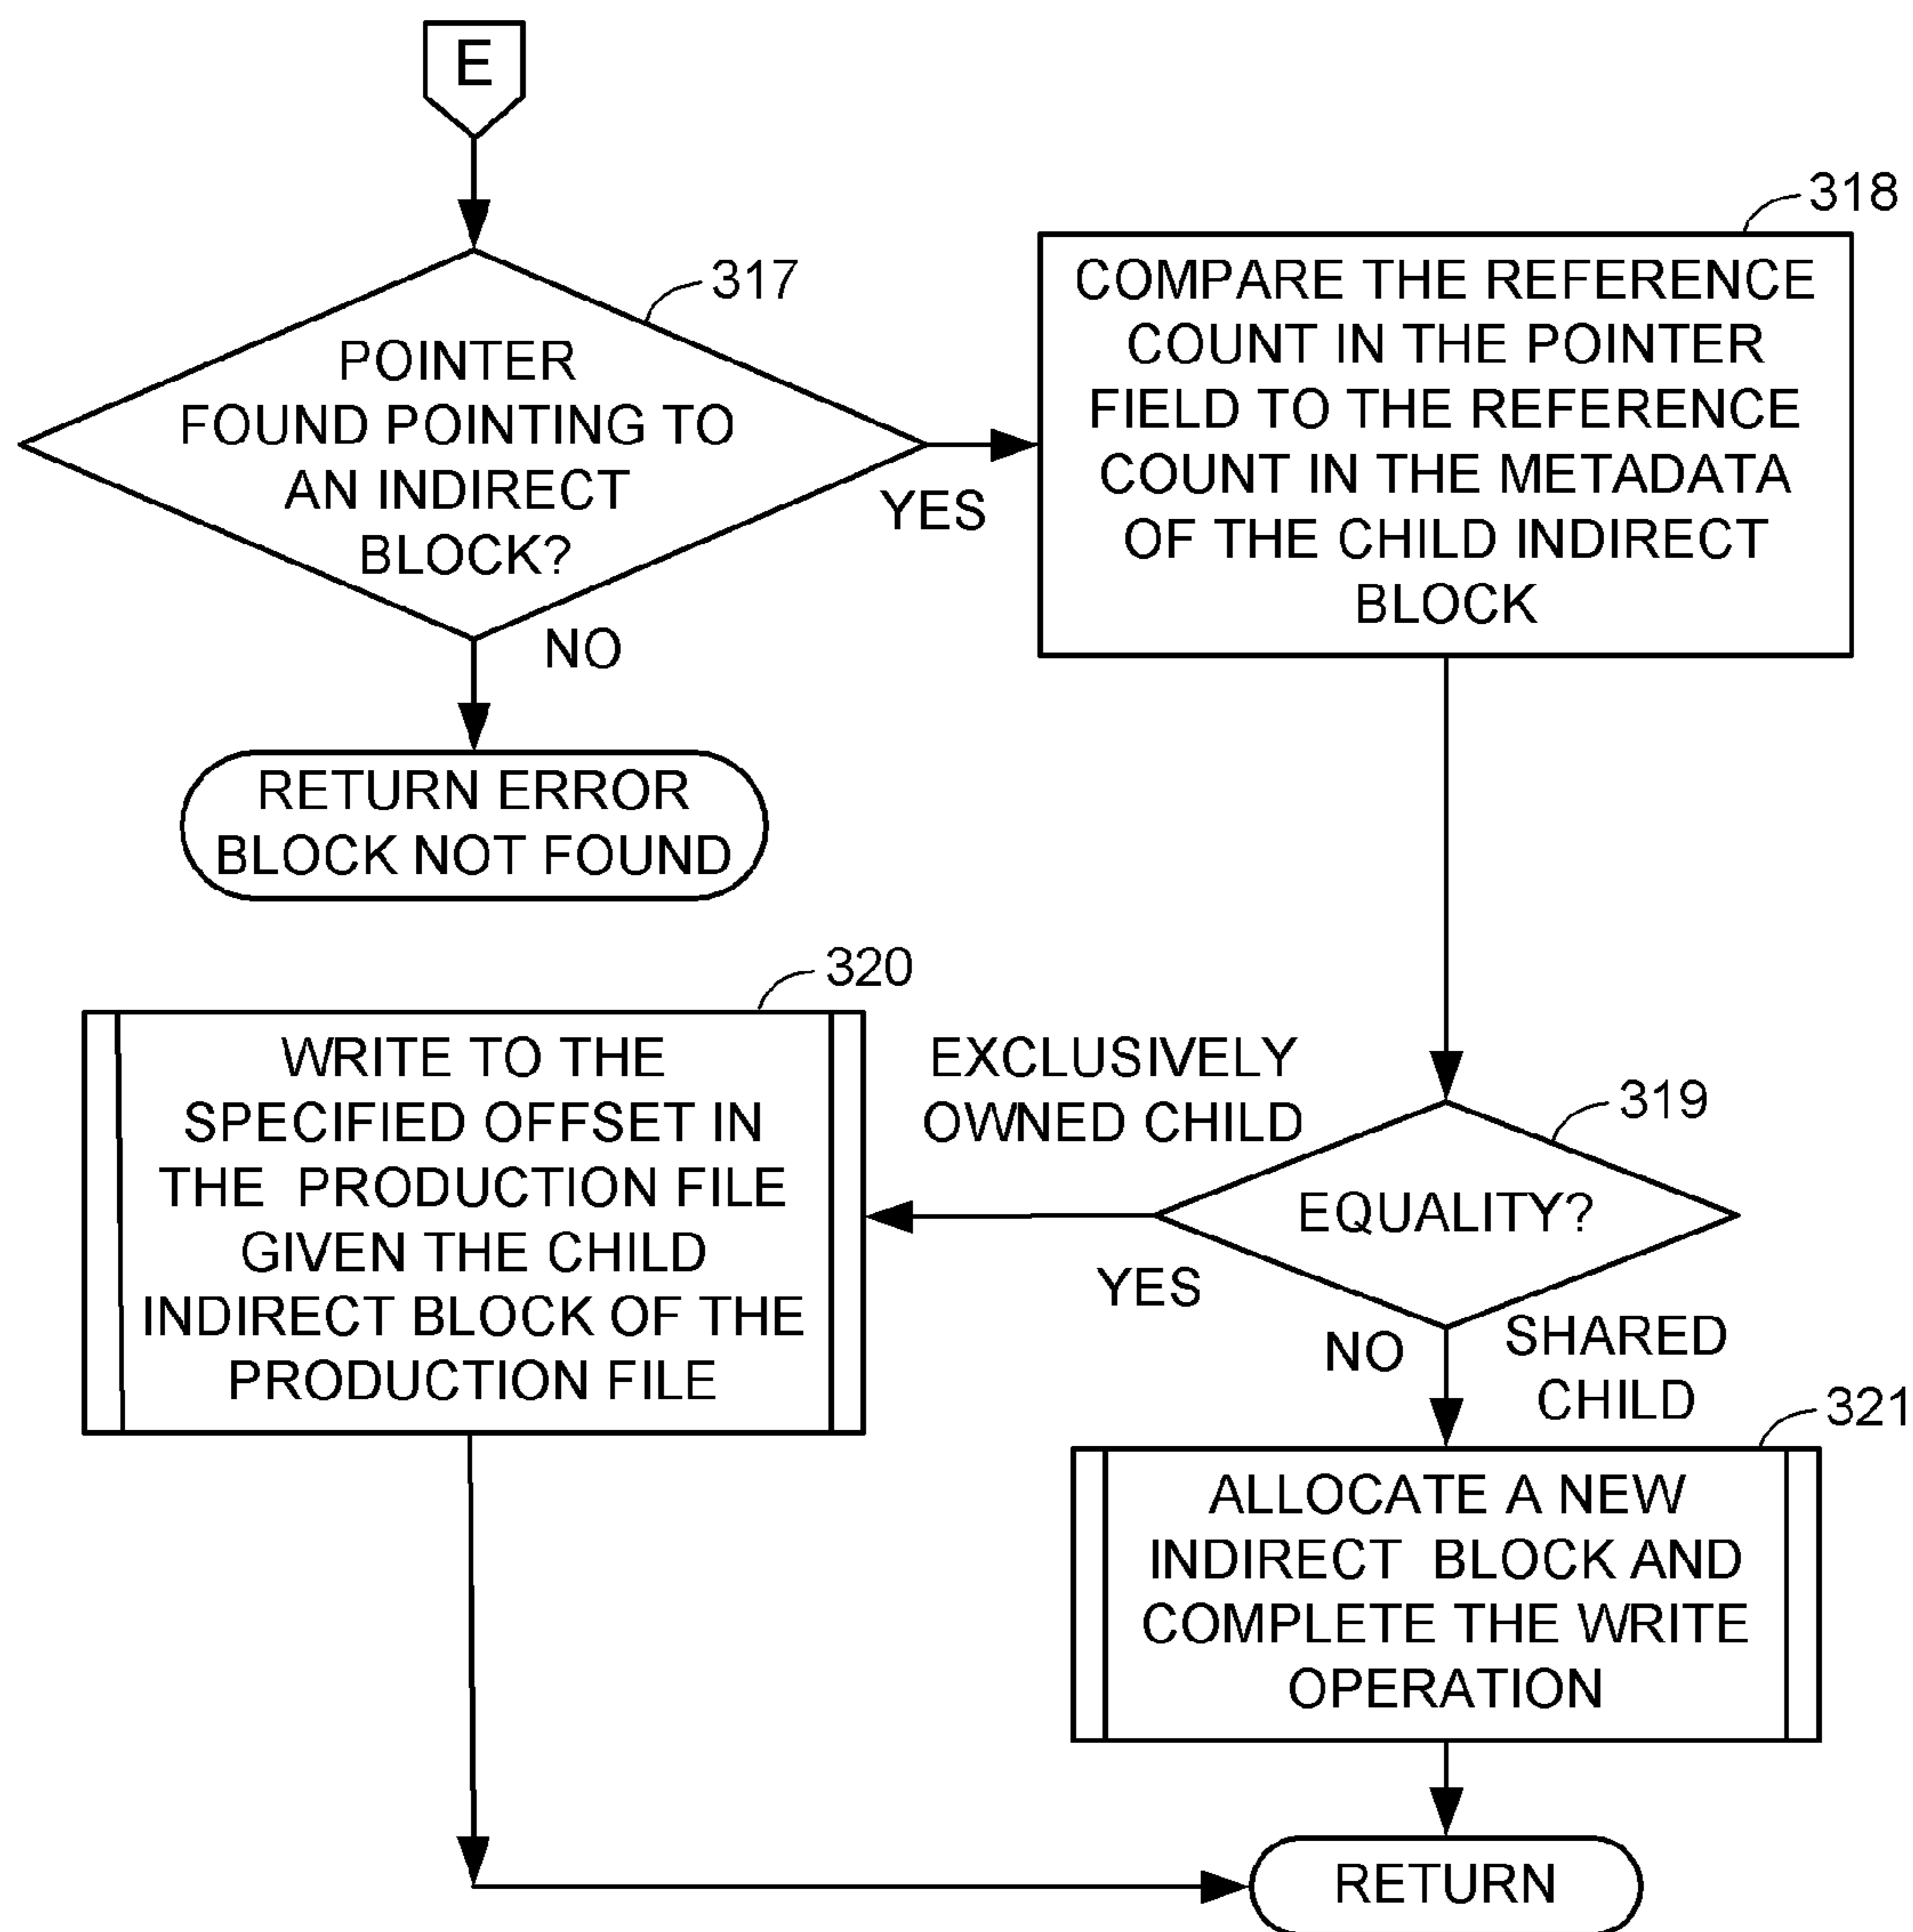 E
317
POINTER
FOUND POINTING TO
AN INDIRECT
BLOCK?
YES
NO
318
COMPARE THE REFERENCE
COUNT IN THE POINTER
FIELD TO THE REFERENCE
COUNT IN THE METADATA
OF THE CHILD INDIRECT
BLOCK
RETURN ERROR
BLOCK NOT FOUND
320
WRITE TO THE
SPECIFIED OFFSET IN
THE PRODUCTION FILE
GIVEN THE CHILD
INDIRECT BLOCK OF THE
PRODUCTION FILE
EXCLUSIVELY
OWNED CHILD
319
EQUALITY?
YES
NO
SHARED
CHILD
321
ALLOCATE A NEW
INDIRECT BLOCK AND
COMPLETE THE WRITE
OPERATION
RETURN